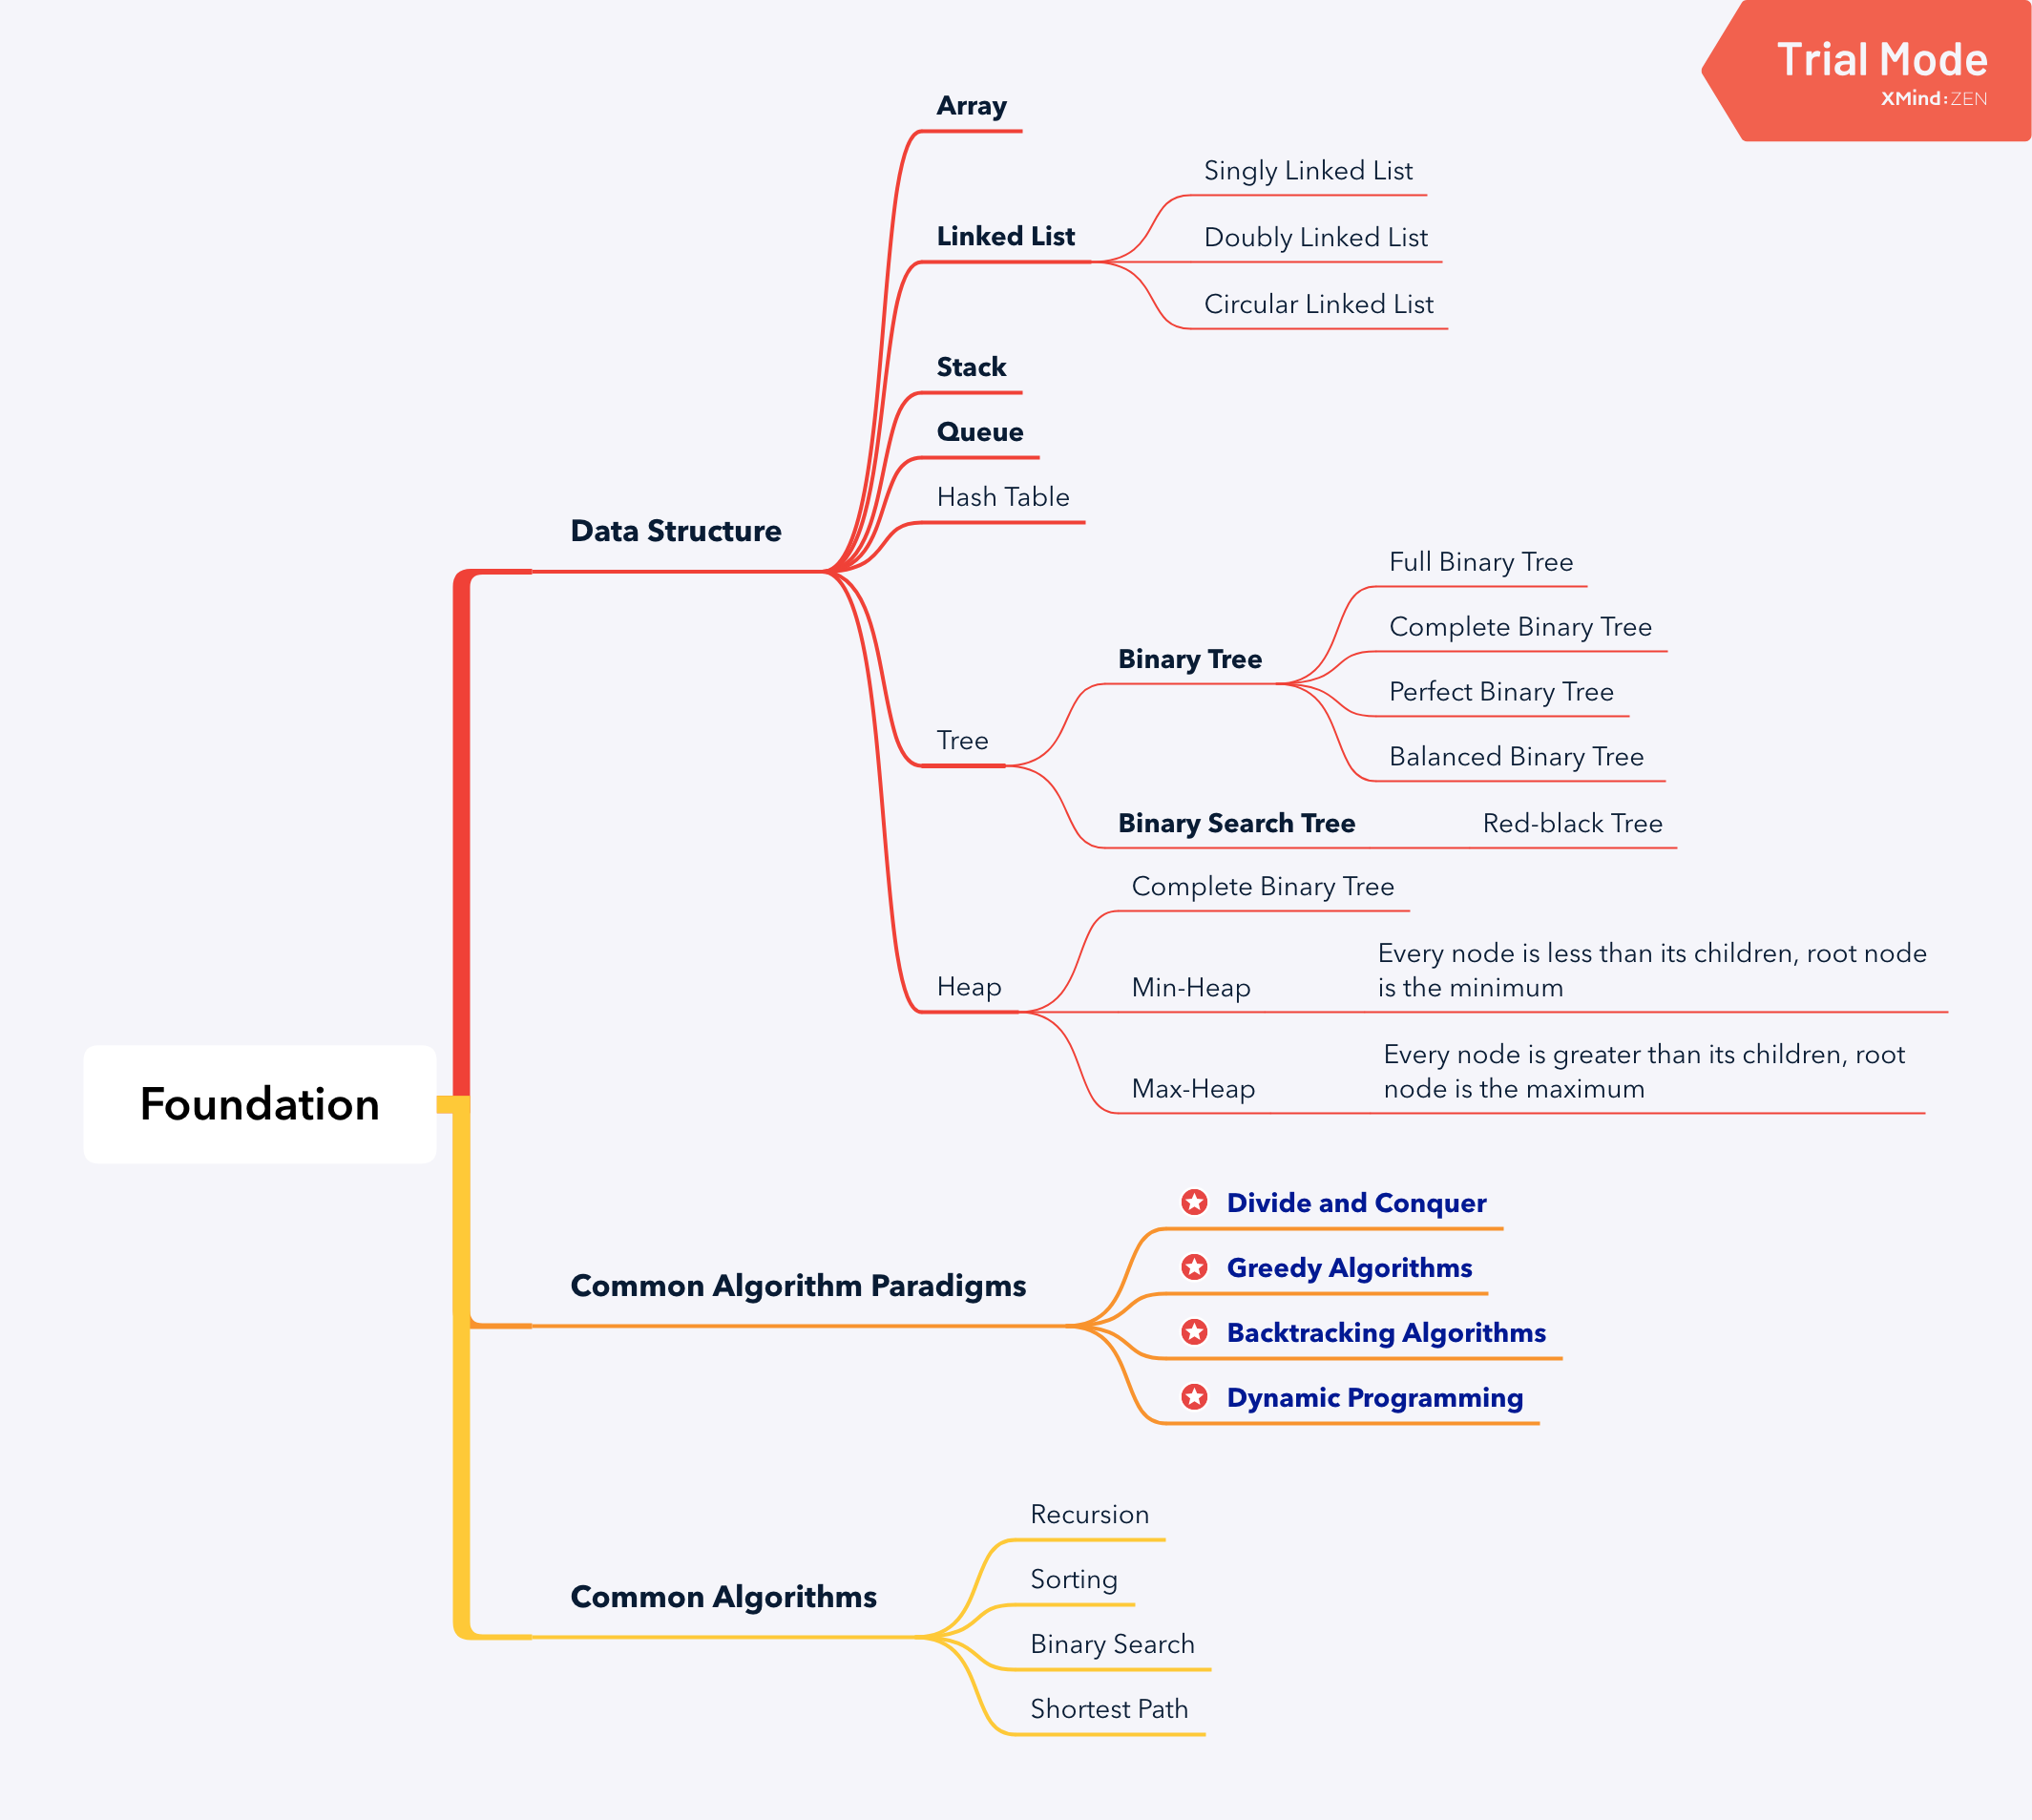 Trial Mode
XMind:ZEN
Array
Singly Linked List
Linked List
Doubly Linked List
Circular Linked List
Stack
Queue
Hash Table
Data Structure
Full Binary Tree
Complete Binary Tree
Binary Tree
Perfect Binary Tree
Tree
Balanced Binary Tree
Binary Search Tree
Red-black Tree
Complete Binary Tree
Heap
Min-Heap
Every node is less than its children, root node
is the minimum
Max-Heap
Every node is greater than its children, root
node is the maximum
Foundation
Common Algorithm Paradigms
Divide and Conquer
Greedy Algorithms
Backtracking Algorithms
Dynamic Programming
Common Algorithms
Recursion
Sorting
Binary Search
Shortest Path